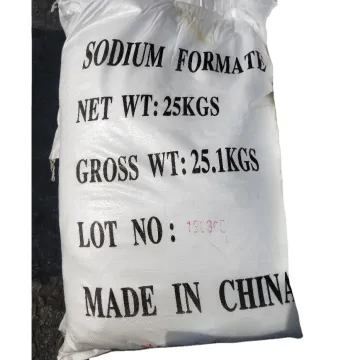 SODIUM FORMATE
NET WT: 25KGS
GROSS WT: 25.1KGS
LOT NO:
MADE IN CHINA